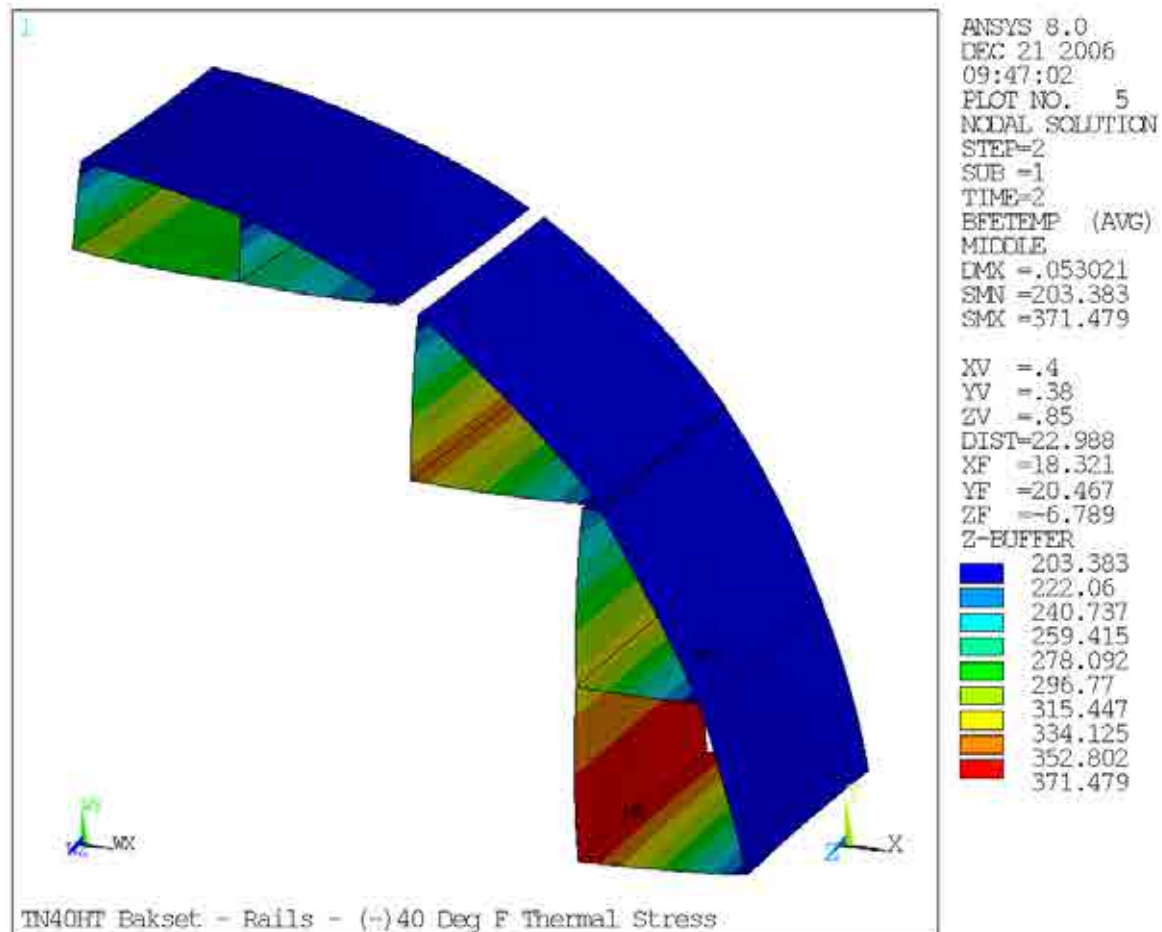 1
ANSYS 8.0
DEC 21 2006
09:47:02
PLOT NO. 5
NODAL SOLUTION
STEP=2
SUB =1
TIME=2
BFETEMP (AVG)
MIDDLE
DMX =.053021
SMN =203.383
SMX =371.479
XV =.4
YV =.38
ZV =.85
DIST=22.988
XF =18.321
YF =20.467
ZF =-6.789
Z-BUFFER
203.383
222.06
240.737
259.415
278.092
296.77
315.447
334.125
352.802
371.479
WY
WX
Z
X
TN40HT Bakset - Rails - (-)40 Deg F Thermal Stress